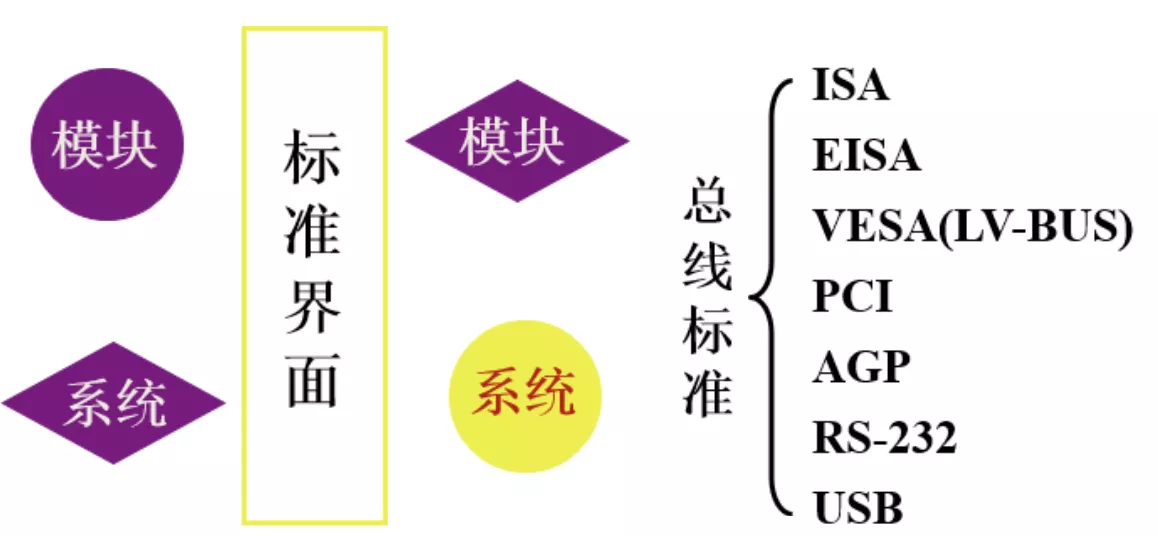 模块
系统
标准界面
模块
系统
总线标准
ISA
EISA
VESA(LV-BUS)
PCI
AGP
RS-232
USB